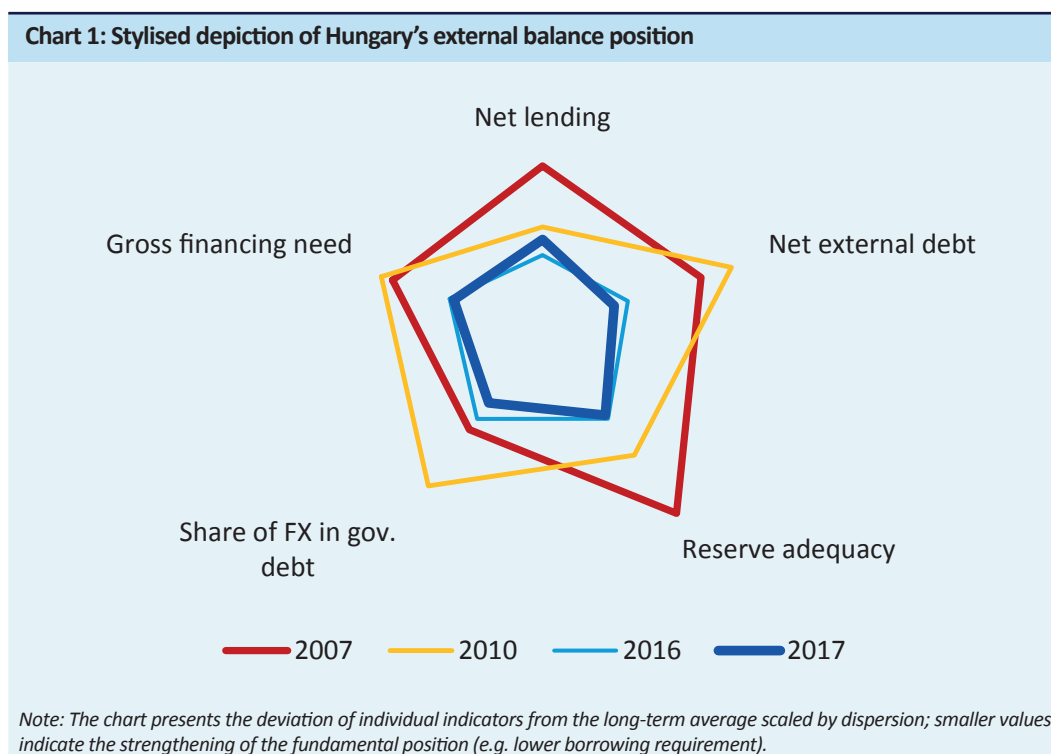 Chart 1: Stylised depiction of Hungary's external balance position
Net lending
Gross financing need
Net external debt
Share of FX in gov.
debt
Reserve adequacy
2007 2010 2016 2017
Note: The chart presents the deviation of individual indicators from the long-term average scaled by dispersion; smaller values
indicate the strengthening of the fundamental position (e.g. lower borrowing requirement).